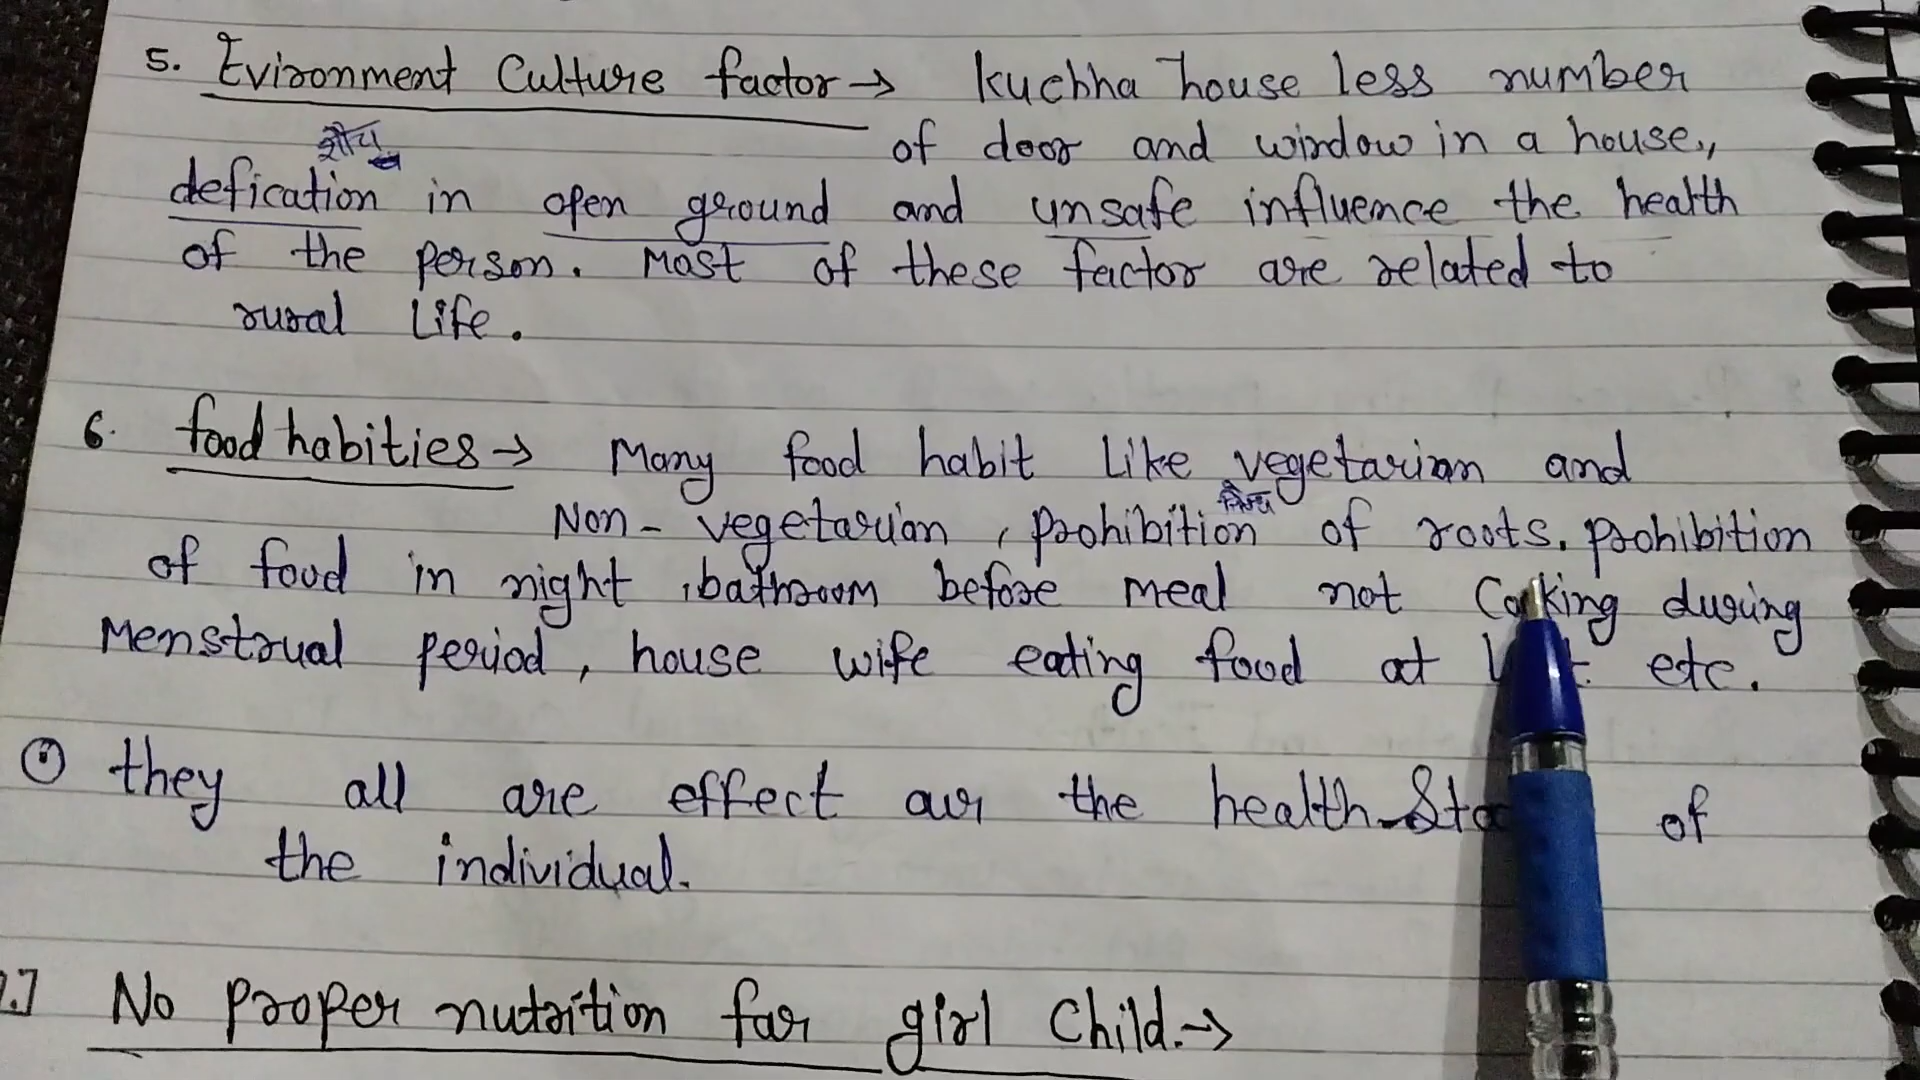 5. Evironment Culture factor → kuchha house less number
of door and window in a house,,
शौच
defication in open ground and unsafe influence the health
of the person. Most of these factor are related to
rural life.
6. food habities → Many food habit like vegetarian and
Non-vegetarian, prohibition of roots. prohibition
of food in night, bathroom before meal not Cooking during
Menstrual period, house wife eating food at etc.
⊙ they all are effect our the health of
the individual.
No proper nutrition for girl Child.→